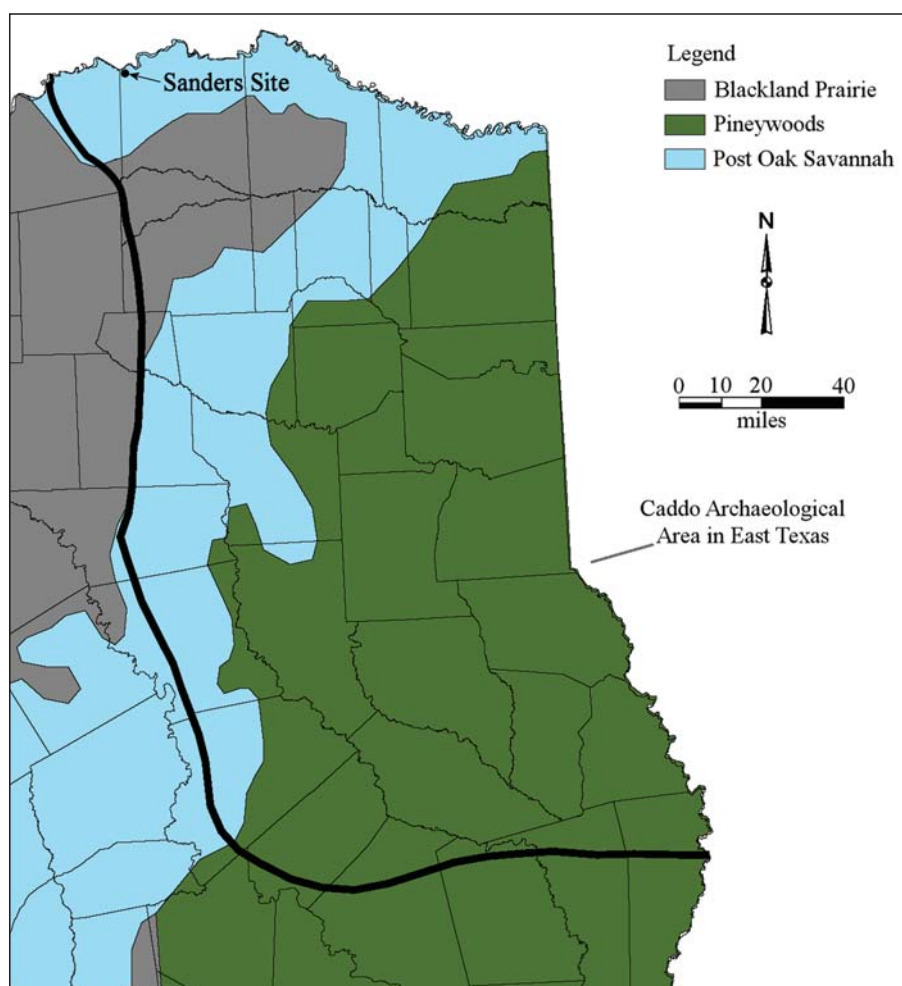 Sanders Site
Legend
Blackland Prairie
Pineywoods
Post Oak Savannah
N
0 10 20 40
miles
Caddo Archaeological
Area in East Texas